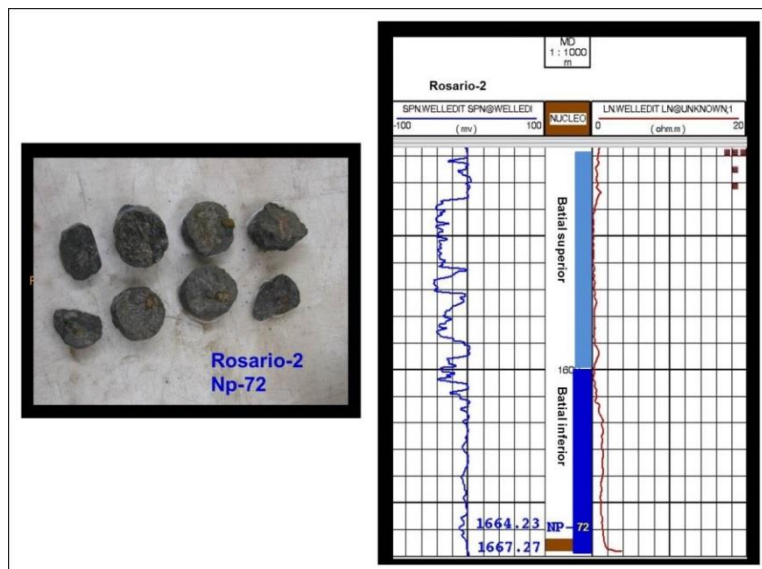 Rosario-2
Np-72
MD
1 : 1000
m
Rosario-2
SPN.WELLEDIT SPN@WELLEDI
-100 (mv) 100
NUCLEO
LN.WELLEDIT LN@UNKNOWN;1
0 (ohm.m) 20
Batial superior
160
Batial inferior
1664.23 NP-72
1667.27